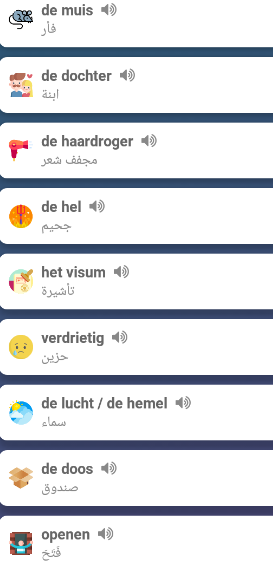 de muis
فأر
de dochter
ابنة
de haardroger
مجفف شعر
de hel
جحيم
het visum
تأشيرة
verdrietig
حزين
de lucht / de hemel
سماء
de doos
صندوق
openen
فَتَحَ